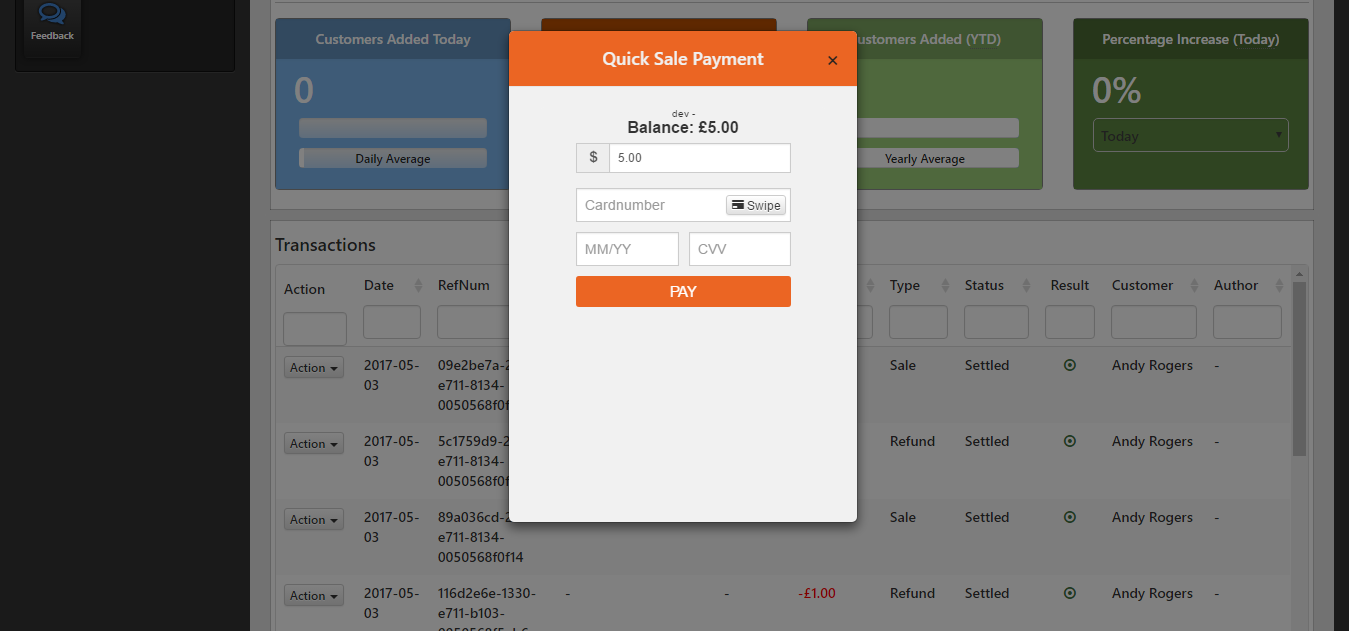 Feedback
Customers Added Today
ustomers Added (YTD)
Percentage Increase (Today)
0
0%
Today
Daily Average
Yearly Average
Quick Sale Payment ×
dev -
Balance: £5.00
$ 5.00
Cardnumber Swipe
MM/YY CVV
PAY
Transactions
Action Date RefNum Type Status Result Customer Author
Action 2017-05- 09e2be7a-2 Sale Settled Andy Rogers -
03 e711-8134-
0050568f0f
Action 2017-05- 5c1759d9-2 Refund Settled Andy Rogers -
03 e711-8134-
0050568f0f
Action 2017-05- 89a036cd-2 Sale Settled Andy Rogers -
03 e711-8134-
0050568f0f14
Action 2017-05- 116d2e6e-1330- - - -£1.00 Refund Settled Andy Rogers -
03 e711-b103-